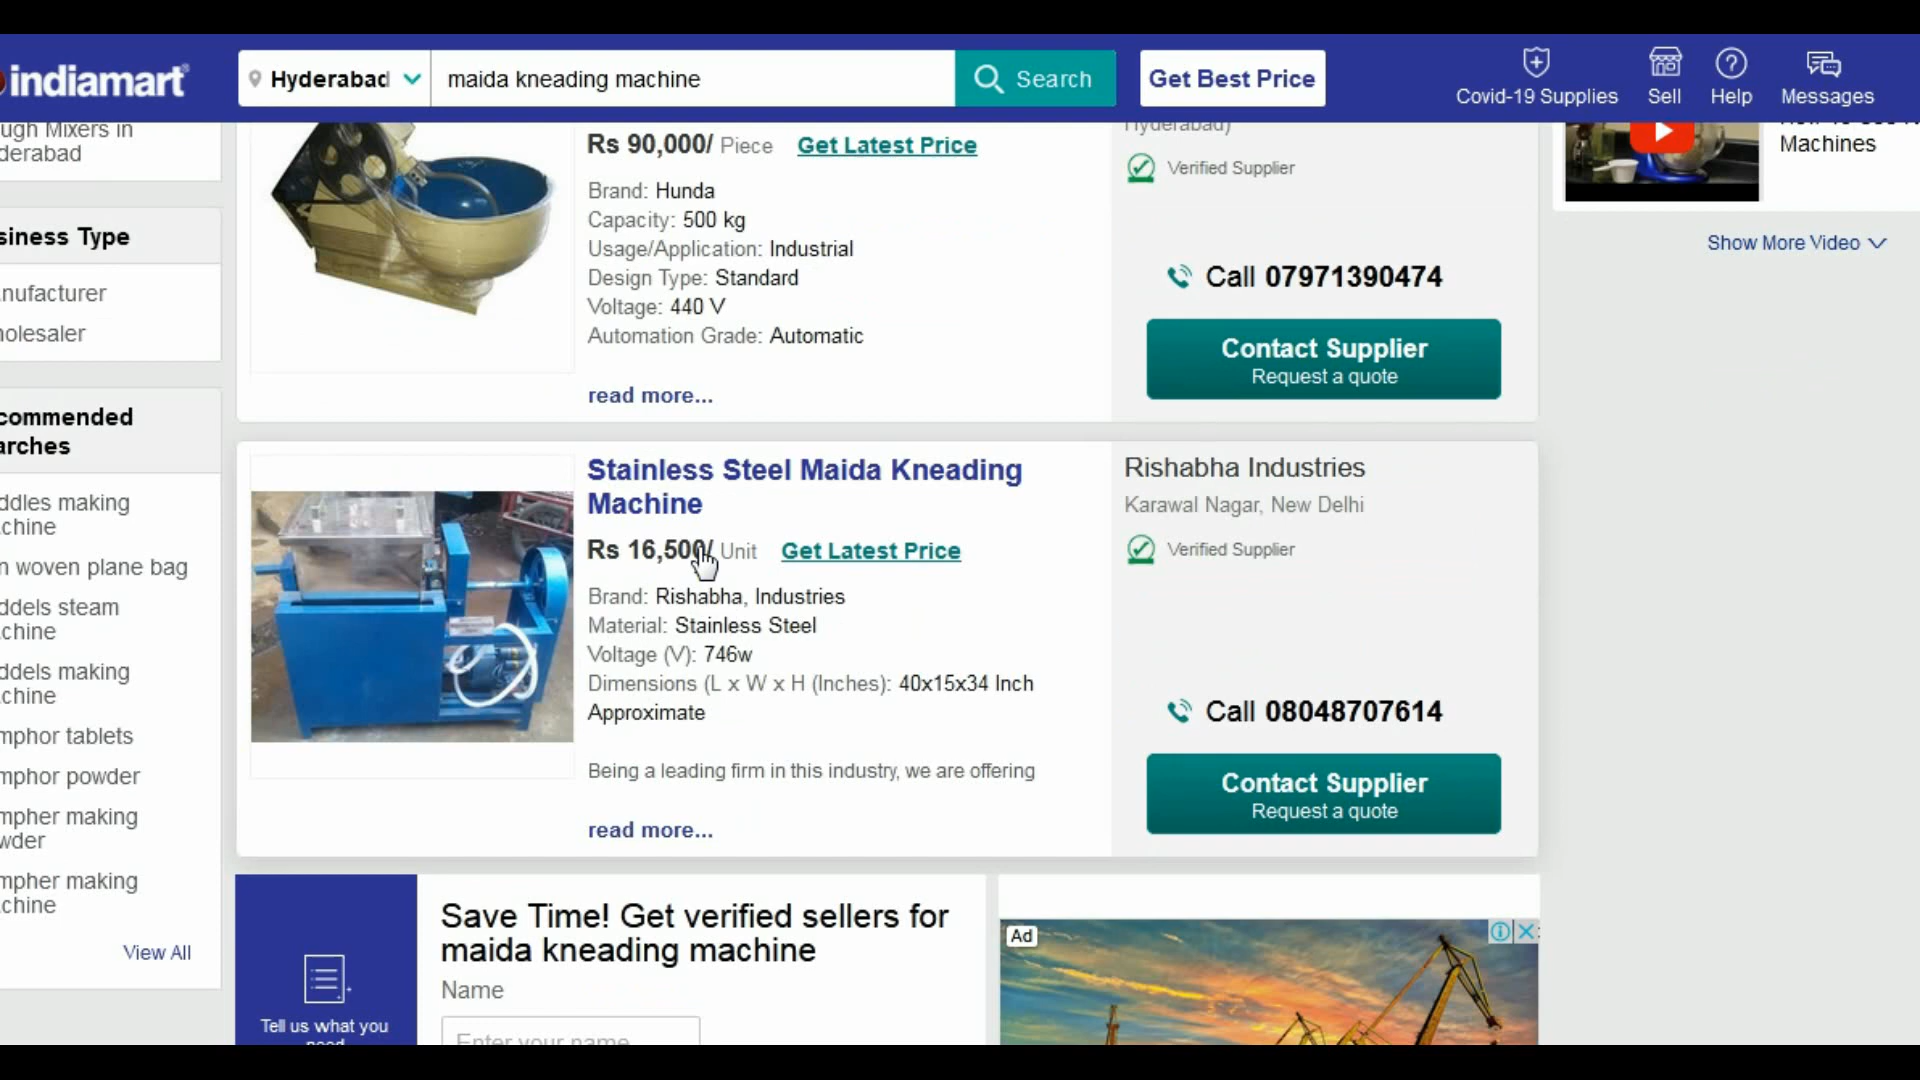 indiamart
Hyderabad
maida kneading machine
Search
Get Best Price
Covid-19 Supplies
Sell
Help
Messages
ugh Mixers in
derabad
siness Type
nufacturer
nolesaler
commended
arches
ddles making
chine
n woven plane bag
ddels steam
chine
ddels making
chine
mphor tablets
mphor powder
mpher making
wder
mpher making
chine
View All
Rs 90,000/ Piece Get Latest Price
Brand: Hunda
Capacity: 500 kg
Usage/Application: Industrial
Design Type: Standard
Voltage: 440 V
Automation Grade: Automatic
read more...
Hyderabad)
Verified Supplier
Call 07971390474
Contact Supplier
Request a quote
Stainless Steel Maida Kneading
Machine
Rs 16,500/ Unit Get Latest Price
Brand: Rishabha, Industries
Material: Stainless Steel
Voltage (V): 746w
Dimensions (L x W x H (Inches): 40x15x34 Inch
Approximate
Being a leading firm in this industry, we are offering
read more...
Rishabha Industries
Karawal Nagar, New Delhi
Verified Supplier
Call 08048707614
Contact Supplier
Request a quote
Tell us what you
need
Save Time! Get verified sellers for
maida kneading machine
Name
Enter your name
Ad
Machines
Show More Video